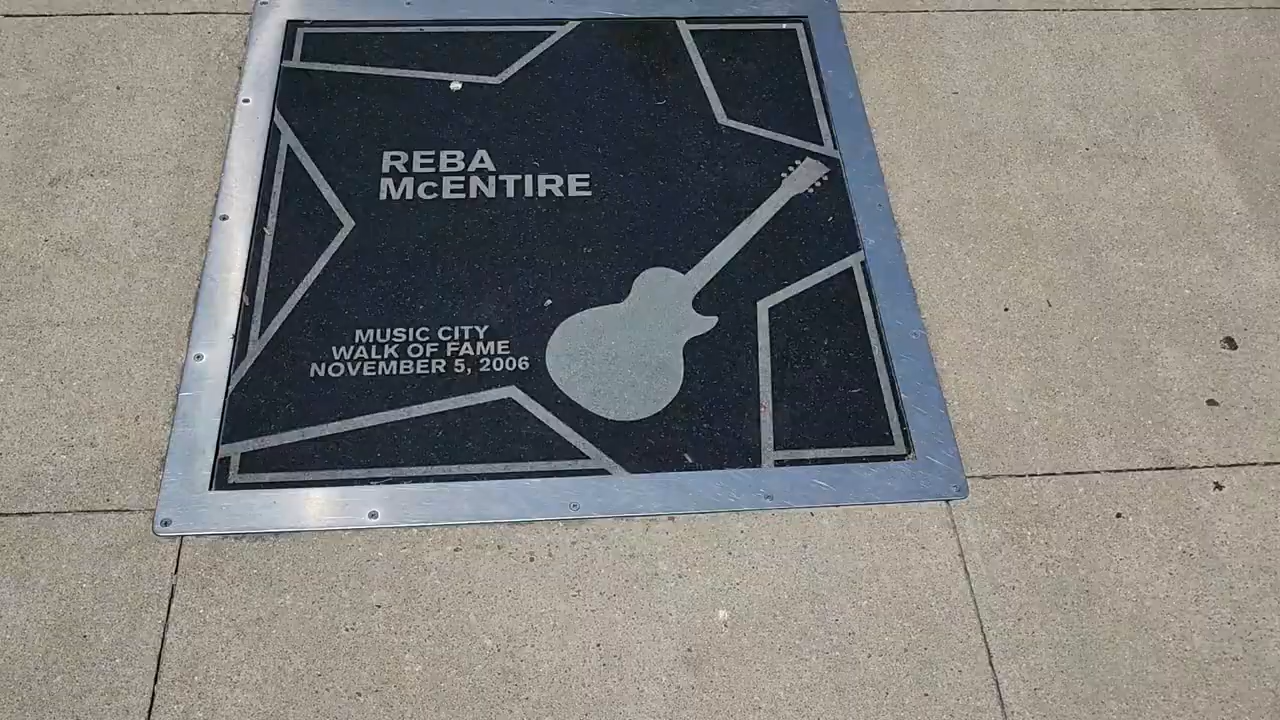 REBA
McENTIRE
MUSIC CITY
WALK OF FAME
NOVEMBER 5, 2006